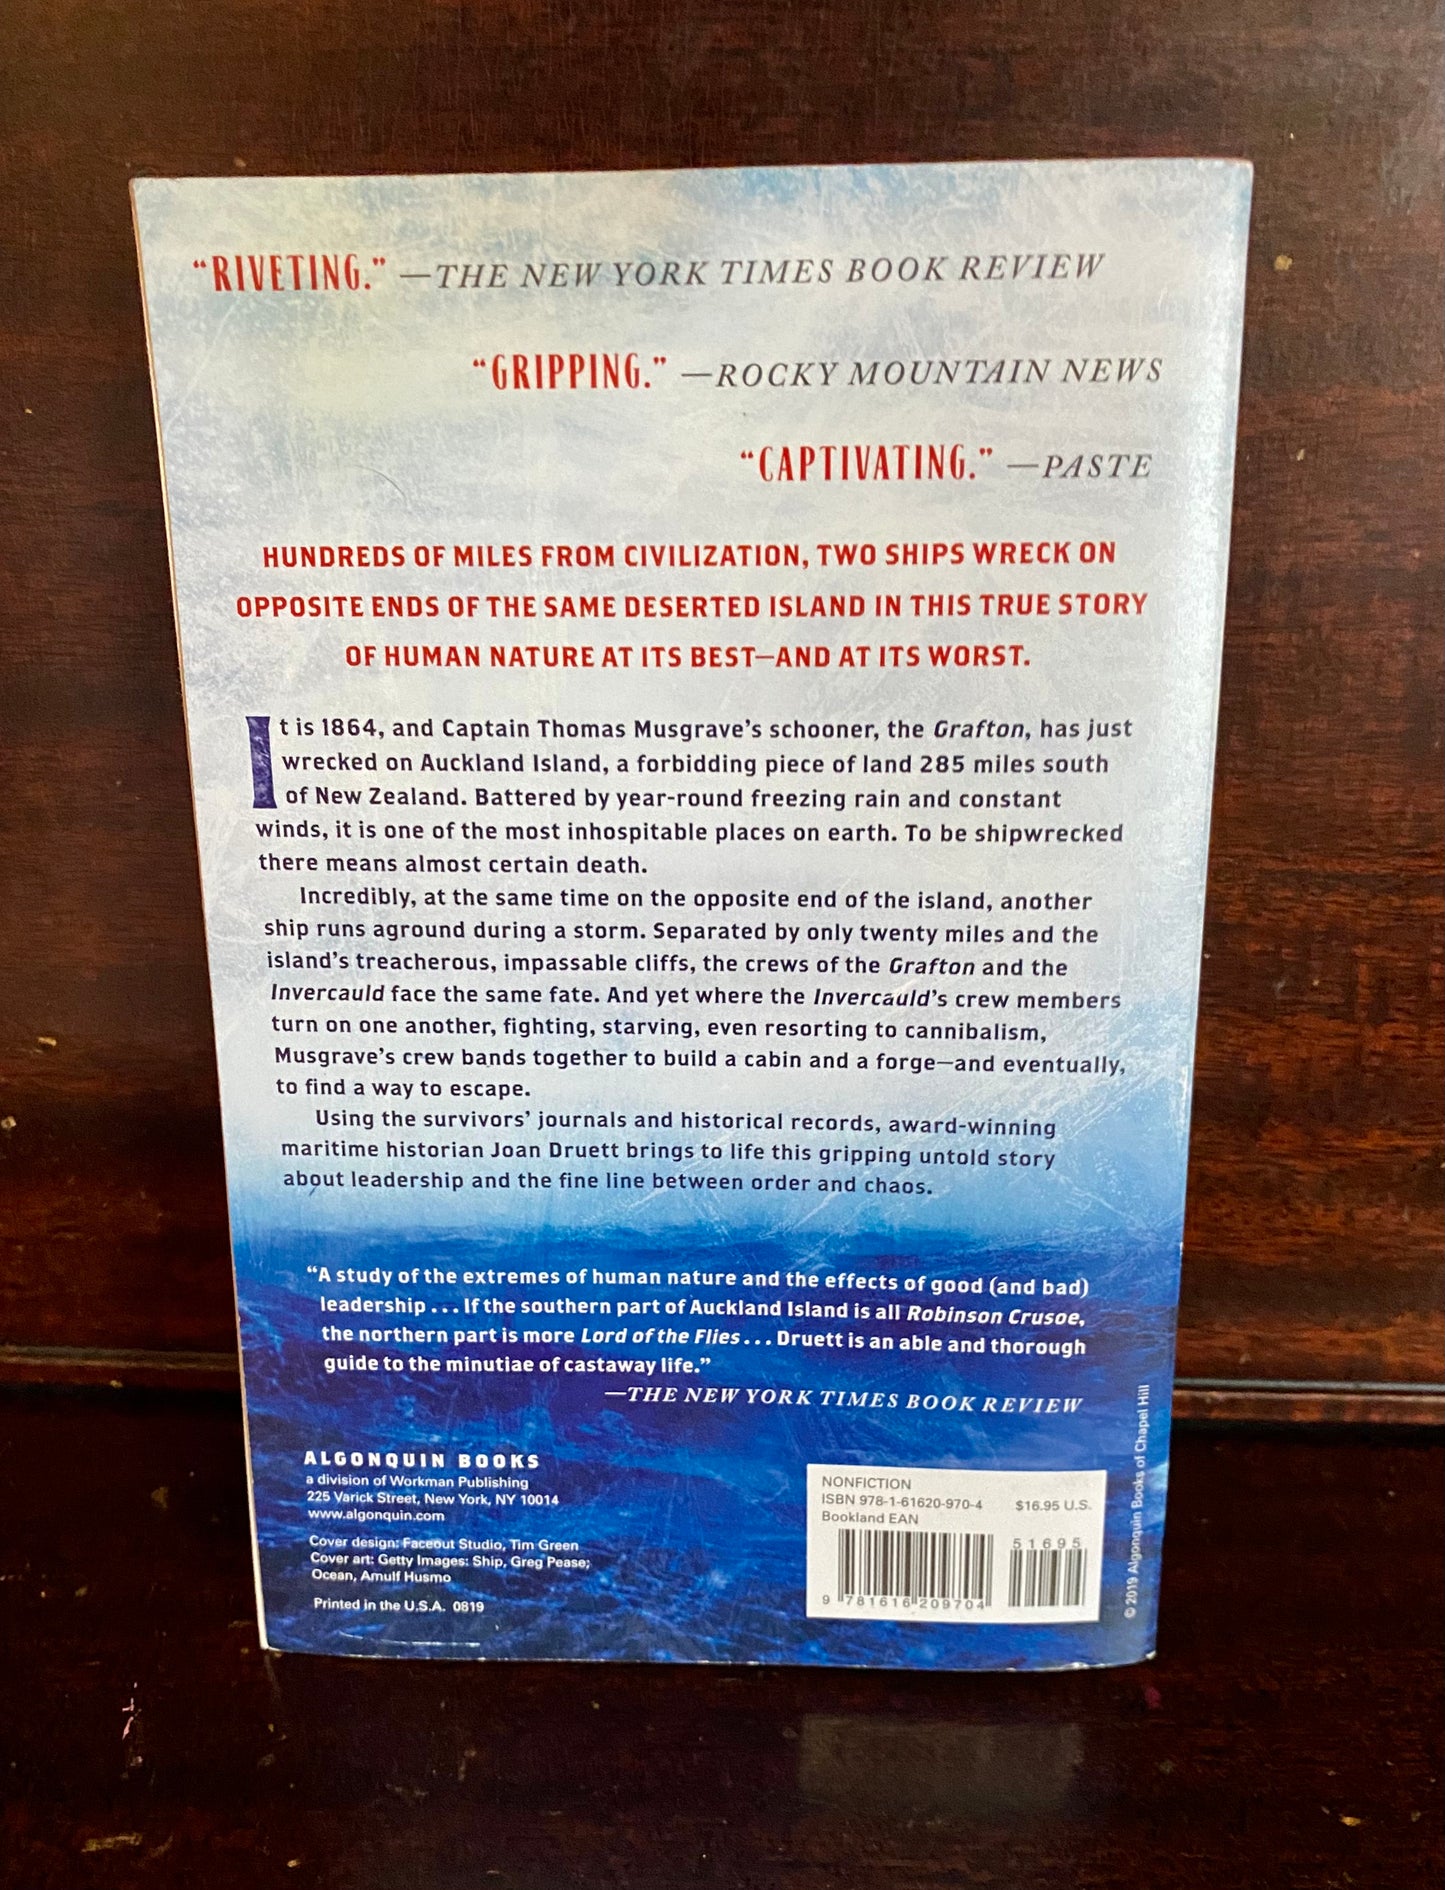 “RIVETING.” —THE NEW YORK TIMES BOOK REVIEW
“GRIPPING.” —ROCKY MOUNTAIN NEWS
“CAPTIVATING.” —PASTE
HUNDREDS OF MILES FROM CIVILIZATION, TWO SHIPS WRECK ON
OPPOSITE ENDS OF THE SAME DESERTED ISLAND IN THIS TRUE STORY
OF HUMAN NATURE AT ITS BEST—AND AT ITS WORST.
It is 1864, and Captain Thomas Musgrave’s schooner, the Grafton, has just
wrecked on Auckland Island, a forbidding piece of land 285 miles south
of New Zealand. Battered by year-round freezing rain and constant
winds, it is one of the most inhospitable places on earth. To be shipwrecked
there means almost certain death.
Incredibly, at the same time on the opposite end of the island, another
ship runs aground during a storm. Separated by only twenty miles and the
island’s treacherous, impassable cliffs, the crews of the Grafton and the
Invercauld face the same fate. And yet where the Invercauld’s crew members
turn on one another, fighting, starving, even resorting to cannibalism,
Musgrave’s crew bands together to build a cabin and a forge—and eventually,
to find a way to escape.
Using the survivors’ journals and historical records, award-winning
maritime historian Joan Druett brings to life this gripping untold story
about leadership and the fine line between order and chaos.
“A study of the extremes of human nature and the effects of good (and bad)
leadership . . . If the southern part of Auckland Island is all Robinson Crusoe,
the northern part is more Lord of the Flies . . . Druett is an able and thorough
guide to the minutiae of castaway life.”
—THE NEW YORK TIMES BOOK REVIEW
ALGONQUIN BOOKS
a division of Workman Publishing
225 Varick Street, New York, NY 10014
www.algonquin.com
Cover design: Faceout Studio, Tim Green
Cover art: Getty Images: Ship, Greg Pease;
Ocean, Amulf Husmo
Printed in the U.S.A. 0819
NONFICTION
ISBN 978-1-61620-970-4 $16.95 U.S.
Bookland EAN
51695
9 781616 209704
© 2019 Algonquin Books of Chapel Hill